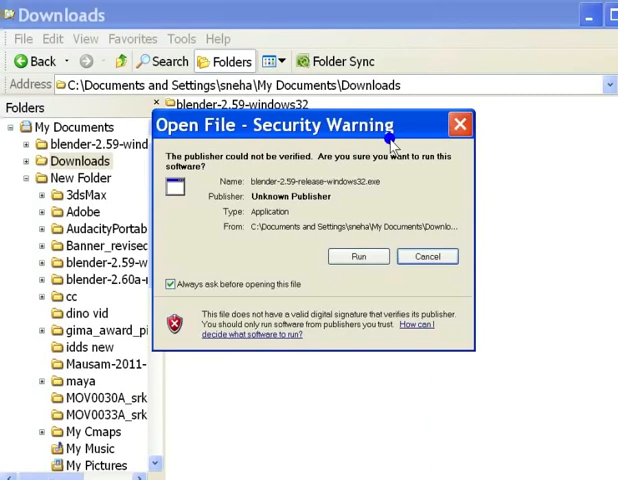 Downloads
File Edit View Favorites Tools Help
Back Search Folders Folder Sync
Address C:\Documents and Settings\sneha\My Documents\Downloads
Folders
blender-2.59-windows32
My Documents
blender-2.59-wind
Downloads
New Folder
3dsMax
Adobe
AudacityPortab
Banner_revised
blender-2.59-w
blender-2.60a-r
cc
dino vid
gima_award_pi
idds new
Mausam-2011-
maya
MOV0030A_srk
MOV0033A_srk
My Cmaps
My Music
My Pictures
Open File - Security Warning
The publisher could not be verified. Are you sure you want to run this
software?
Name: blender-2.59-release-windows32.exe
Publisher: Unknown Publisher
Type: Application
From: C:\Documents and Settings\sneha\My Documents\Downlo...
Run Cancel
Always ask before opening this file
This file does not have a valid digital signature that verifies its publisher.
You should only run software from publishers you trust. How can I
decide what software to run?